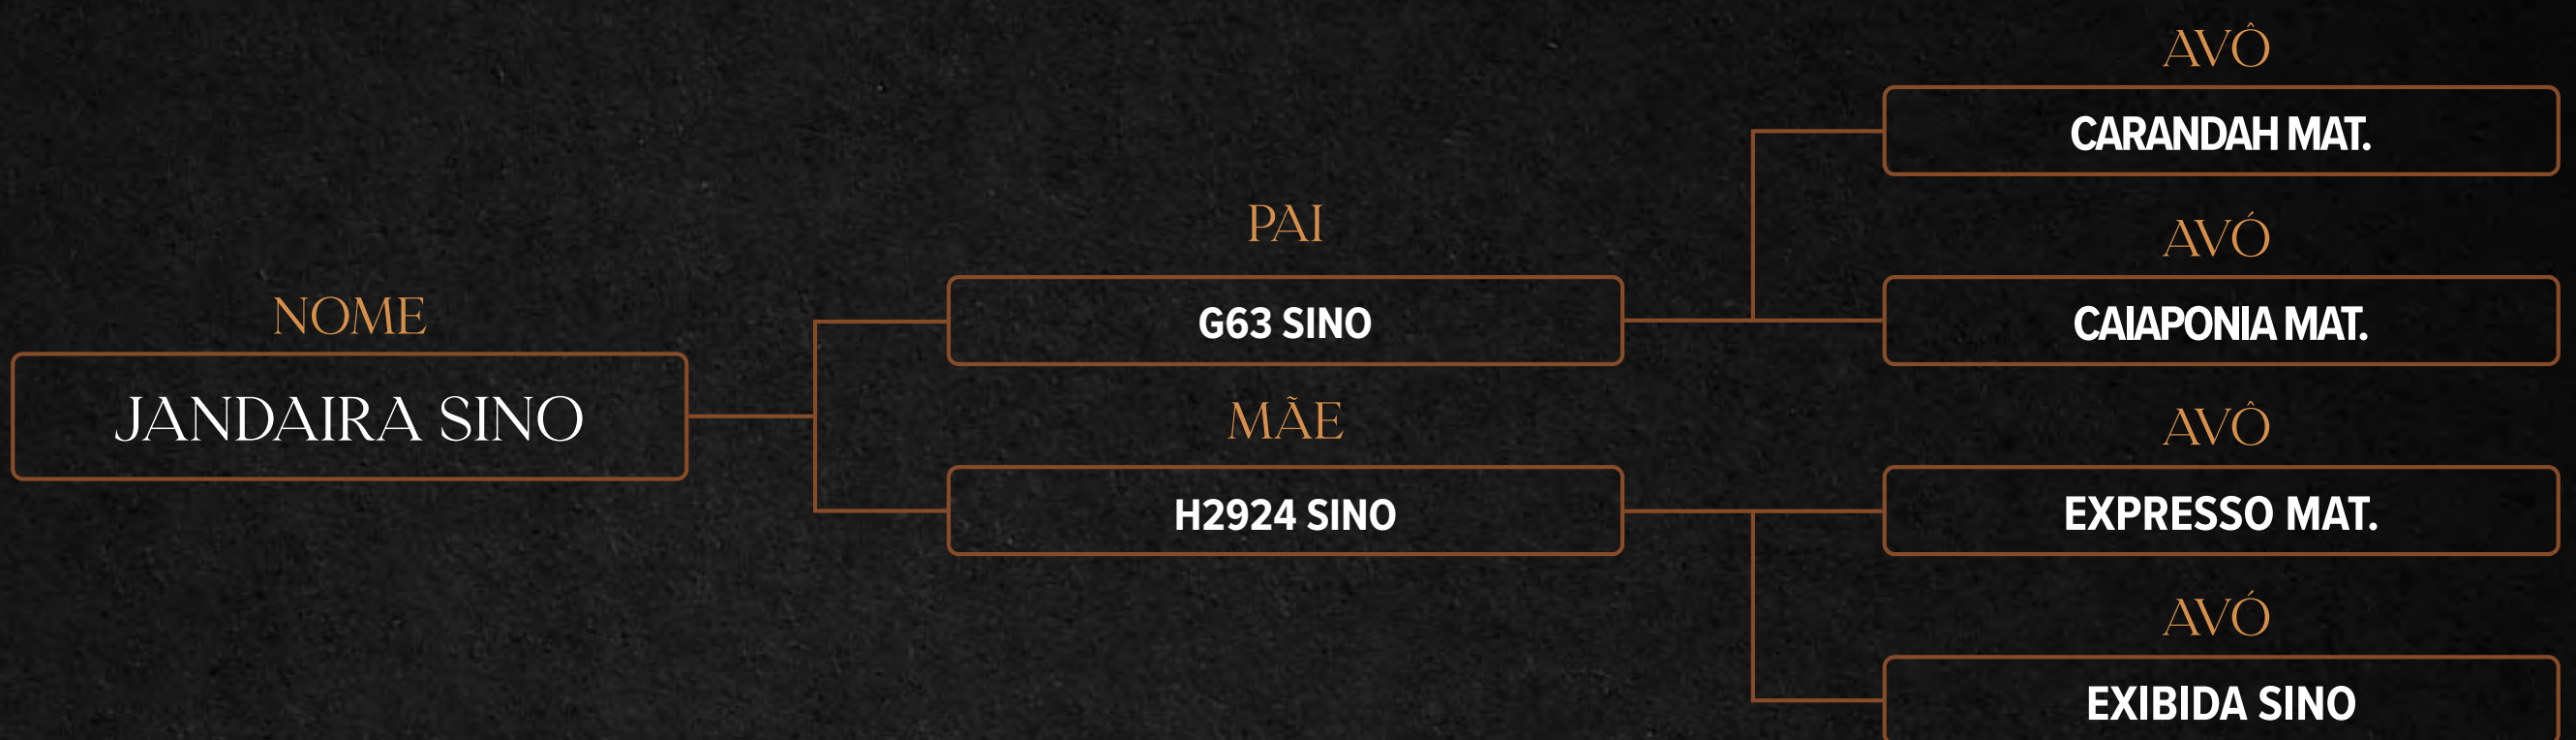 NOME
JANDAIRA SINO
PAI
G63 SINO
MÃE
H2924 SINO
AVÔ
CARANDAH MAT.
AVÓ
CAIAPONIA MAT.
AVÔ
EXPRESSO MAT.
AVÓ
EXIBIDA SINO